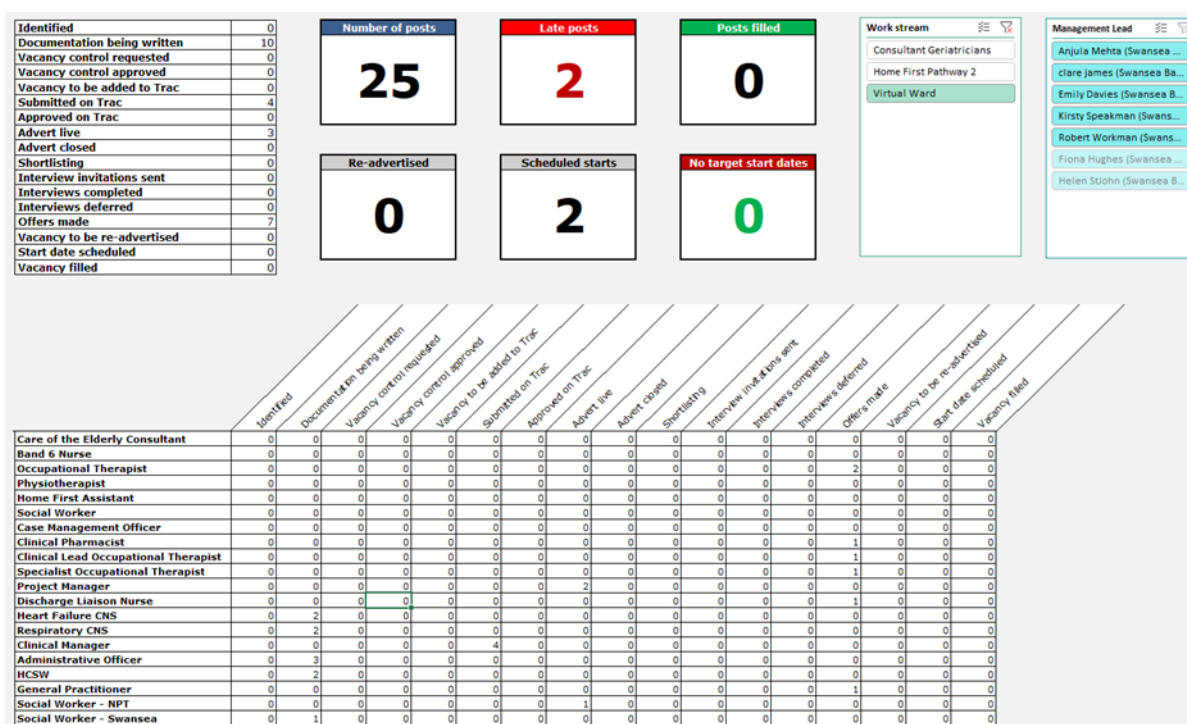 Identified 0
Documentation being written 10
Vacancy control requested 0
Vacancy control approved 0
Vacancy to be added to Trac 0
Submitted on Trac 4
Approved on Trac 0
Advert live 3
Advert closed 0
Shortlisting 0
Interview invitations sent 0
Interviews completed 0
Interviews deferred 0
Offers made 7
Vacancy to be re-advertised 0
Start date scheduled 0
Vacancy filled 0
Number of posts
25
Late posts
2
Posts filled
0
Re-advertised
0
Scheduled starts
2
No target start dates
0
Work stream
Consultant Geriatricians
Home First Pathway 2
Virtual Ward
Management Lead
Anjula Mehta (Swansea ...
clare james (Swansea Ba...
Emily Davies (Swansea B...
Kirsty Speakman (Swans...
Robert Workman (Swans...
Fiona Hughes (Swansea ...
Helen Stjohn (Swansea B...
Identified
Documentation being written
Vacancy control requested
Vacancy control approved
Vacancy to be added to Trac
Submitted on Trac
Approved on Trac
Advert live
Advert closed
Shortlisting
Interview invitations sent
Interviews completed
Interviews deferred
Offers made
Vacancy to be re-advertised
Start date scheduled
Vacancy filled
Care of the Elderly Consultant 0 0 0 0 0 0 0 0 0 0 0 0 0 0 0 0 0
Band 6 Nurse 0 0 0 0 0 0 0 0 0 0 0 0 0 0 0 0 0
Occupational Therapist 0 0 0 0 0 0 0 0 0 0 0 0 0 2 0 0 0
Physiotherapist 0 0 0 0 0 0 0 0 0 0 0 0 0 0 0 0 0
Home First Assistant 0 0 0 0 0 0 0 0 0 0 0 0 0 0 0 0 0
Social Worker 0 0 0 0 0 0 0 0 0 0 0 0 0 0 0 0 0
Case Management Officer 0 0 0 0 0 0 0 0 0 0 0 0 0 0 0 0 0
Clinical Pharmacist 0 0 0 0 0 0 0 0 0 0 0 0 0 1 0 0 0
Clinical Lead Occupational Therapist 0 0 0 0 0 0 0 0 0 0 0 0 0 1 0 0 0
Specialist Occupational Therapist 0 0 0 0 0 0 0 0 0 0 0 0 0 1 0 0 0
Project Manager 0 0 0 0 0 0 0 2 0 0 0 0 0 0 0 0 0
Discharge Liaison Nurse 0 0 0 0 0 0 0 0 0 0 0 0 0 1 0 0 0
Heart Failure CNS 0 2 0 0 0 0 0 0 0 0 0 0 0 0 0 0 0
Respiratory CNS 0 2 0 0 0 0 0 0 0 0 0 0 0 0 0 0 0
Clinical Manager 0 0 0 0 0 4 0 0 0 0 0 0 0 0 0 0 0
Administrative Officer 0 3 0 0 0 0 0 0 0 0 0 0 0 0 0 0 0
HCSW 0 2 0 0 0 0 0 0 0 0 0 0 0 0 0 0 0
General Practitioner 0 0 0 0 0 0 0 0 0 0 0 0 0 1 0 0 0
Social Worker - NPT 0 0 0 0 0 0 0 1 0 0 0 0 0 0 0 0 0
Social Worker - Swansea 0 1 0 0 0 0 0 0 0 0 0 0 0 0 0 0 0